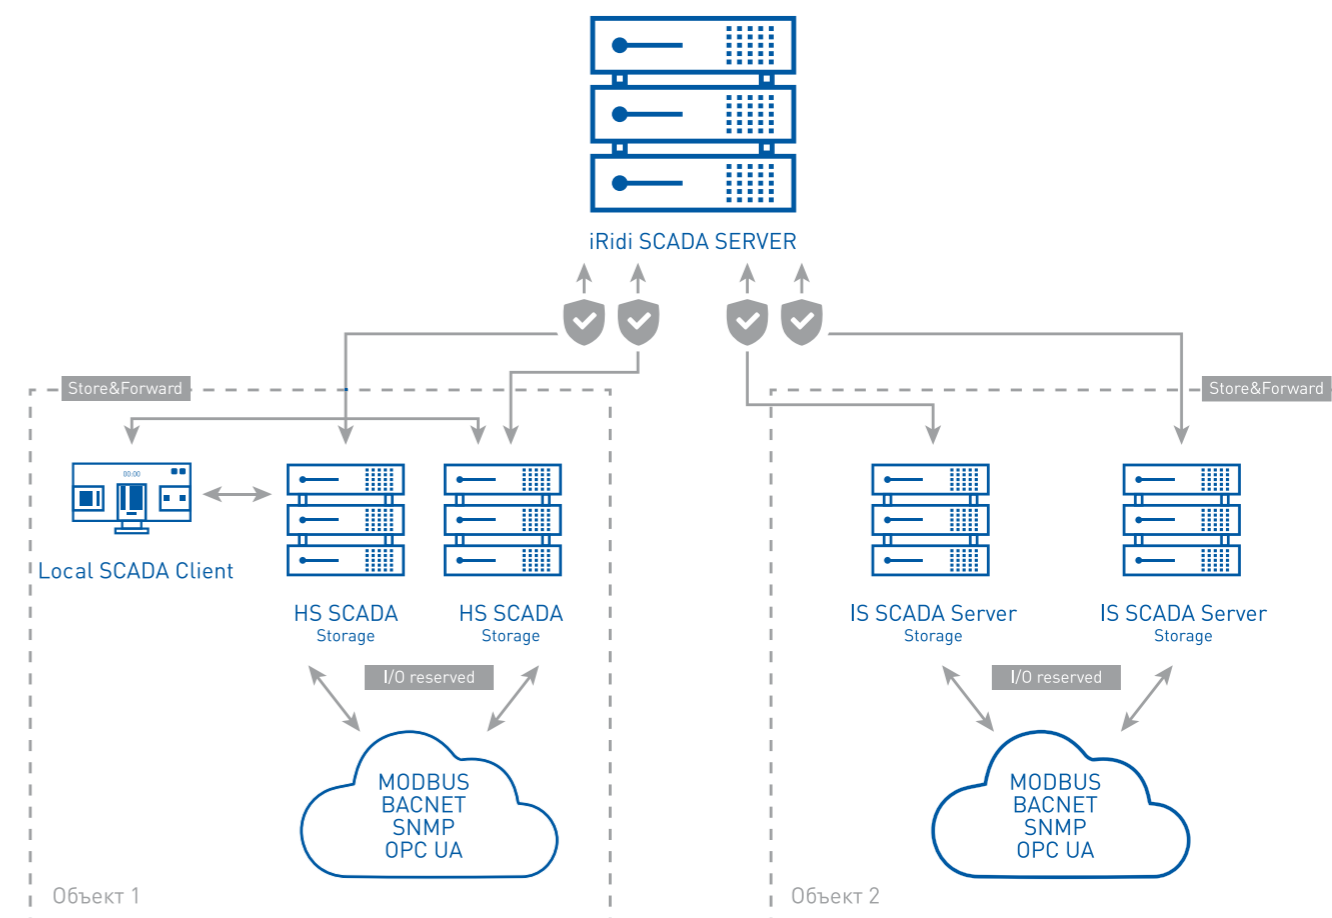 iRidi SCADA SERVER
Store&Forward
Store&Forward
00:00
Local SCADA Client
HS SCADA
Storage
HS SCADA
Storage
IS SCADA Server
Storage
IS SCADA Server
Storage
I/O reserved
I/O reserved
MODBUS
BACNET
SNMP
OPC UA
MODBUS
BACNET
SNMP
OPC UA
Объект 1
Объект 2